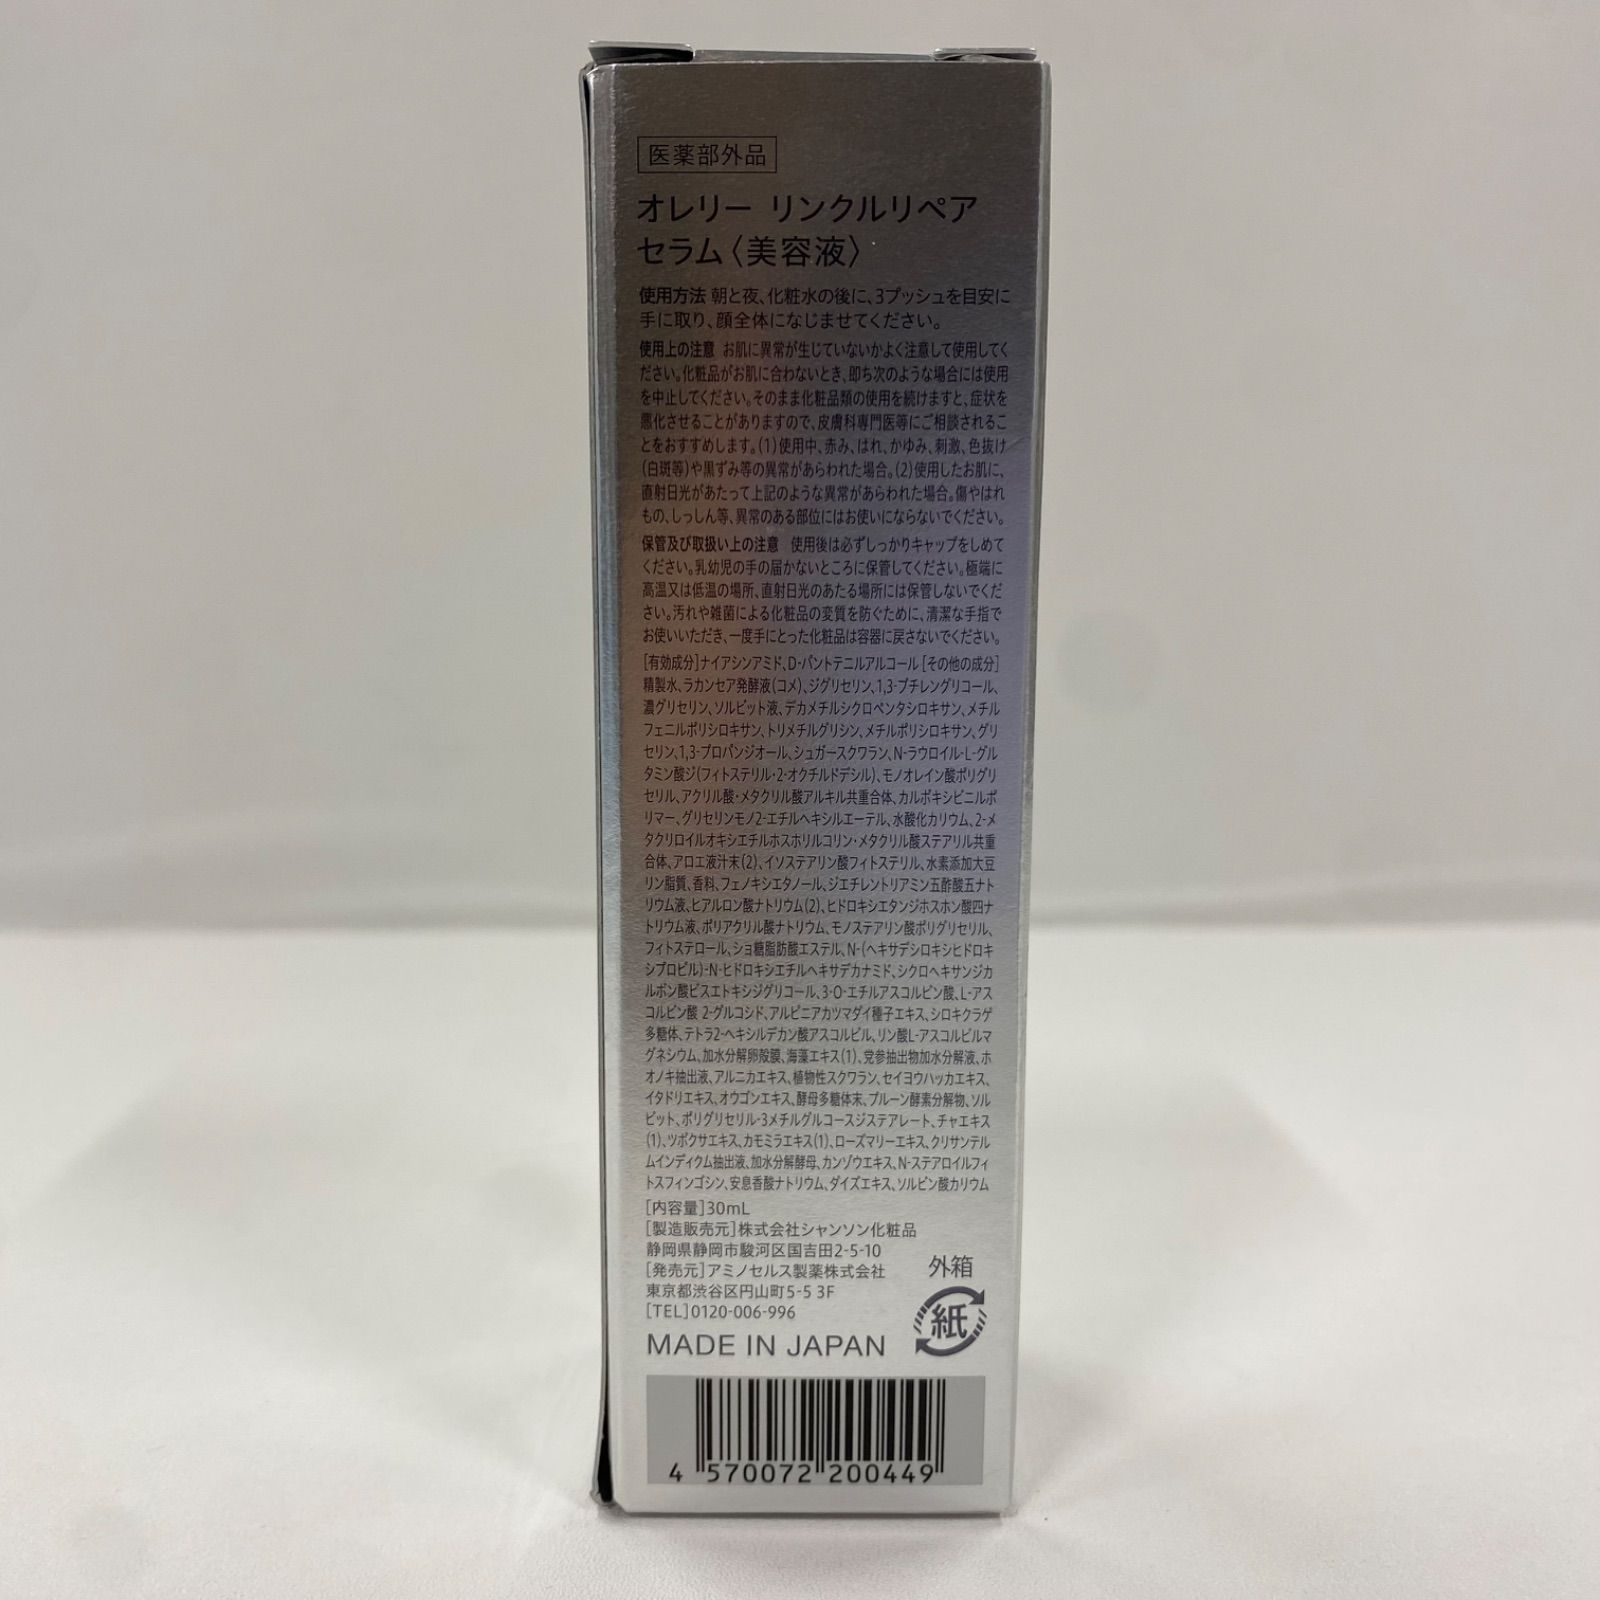 医薬部外品
オレリー リンクルリペア
セラム〈美容液〉
使用方法 朝と夜、化粧水の後に、3プッシュを目安に
手に取り、顔全体になじませてください。
使用上の注意 お肌に異常が生じていないかよく注意して使用してく
ださい。化粧品がお肌に合わないとき、即ち次のような場合には使用
を中止してください。そのまま化粧品類の使用を続けますと、症状を
悪化させることがありますので、皮膚科専門医等にご相談されるこ
とをおすすめします。(1)使用中、赤み、はれ、かゆみ、刺激、色抜け
(白斑等)や黒ずみ等の異常があらわれた場合。(2)使用したお肌に、
直射日光があたって上記のような異常があらわれた場合。傷やはれ
もの、しっしん等、異常のある部位にはお使いにならないでください。
保管及び取扱い上の注意 使用後は必ずしっかりキャップをしめて
ください。乳幼児の手の届かないところに保管してください。極端に
高温又は低温の場所、直射日光のあたる場所には保管しないでくだ
さい。汚れや雑菌による化粧品の変質を防ぐために、清潔な手指で
お使いいただき、一度手にとった化粧品は容器に戻さないでください。
[有効成分]ナイアシンアミド、D-パントテニルアルコール [その他の成分]
精製水、ラカンセア発酵液(コメ)、ジグリセリン、1,3-ブチレングリコール、
濃グリセリン、ソルビット液、デカメチルシクロペンタシロキサン、メチル
フェニルポリシロキサン、トリメチルグリシン、メチルポリシロキサン、グリ
セリン、1,3-プロパンジオール、シュガースクワラン、N-ラウロイル-L-グル
タミン酸ジ(フィトステリル・2-オクチルドデシル)、モノオレイン酸ポリグリ
セリル、アクリル酸・メタクリル酸アルキル共重合体、カルボキシビニルポ
リマー、グリセリンモノ2-エチルヘキシルエーテル、水酸化カリウム、2-メ
タクリロイルオキシエチルホスホリルコリン・メタクリル酸ステアリル共重
合体、アロエ液汁末(2)、イソステアリン酸フィトステリル、水素添加大豆
リン脂質、香料、フェノキシエタノール、ジエチレントリアミン五酢酸五ナト
リウム液、ヒアルロン酸ナトリウム(2)、ヒドロキシエタンジホスホン酸四ナ
トリウム液、ポリアクリル酸ナトリウム、モノステアリン酸ポリグリセリル、
フィトステロール、ショ糖脂肪酸エステル、N-(ヘキサデシロキシヒドロキ
シプロピル)-N-ヒドロキシエチルヘキサデカナミド、シクロヘキサンジカ
ルボン酸ビスエトキシジグリコール、3-O-エチルアスコルビン酸、L-アス
コルビン酸 2-グルコシド、アルピニアカツマダイ種子エキス、シロキクラゲ
多糖体、テトラ2-ヘキシルデカン酸アスコルビル、リン酸L-アスコルビルマ
グネシウム、加水分解卵殻膜、海藻エキス(1)、党参抽出物加水分解液、ホ
オノキ抽出液、アルニカエキス、植物性スクワラン、セイヨウハッカエキス、
イタドリエキス、オウゴンエキス、酵母多糖体末、プルーン酵素分解物、ソル
ビット、ポリグリセリル-3メチルグルコースジステアレート、チャエキス
(1)、ツボクサエキス、カモミラエキス(1)、ローズマリーエキス、クリサンテル
ムインディクム抽出液、加水分解酵母、カンゾウエキス、N-ステアロイルフィ
トスフィンゴシン、安息香酸ナトリウム、ダイズエキス、ソルビン酸カリウム
[内容量]30mL
[製造販売元]株式会社シャンソン化粧品
静岡県静岡市駿河区国吉田2-5-10
[発売元]アミノセルス製薬株式会社
東京都渋谷区円山町5-5 3F
[TEL]0120-006-996
外箱
紙
MADE IN JAPAN
4 570072 200449